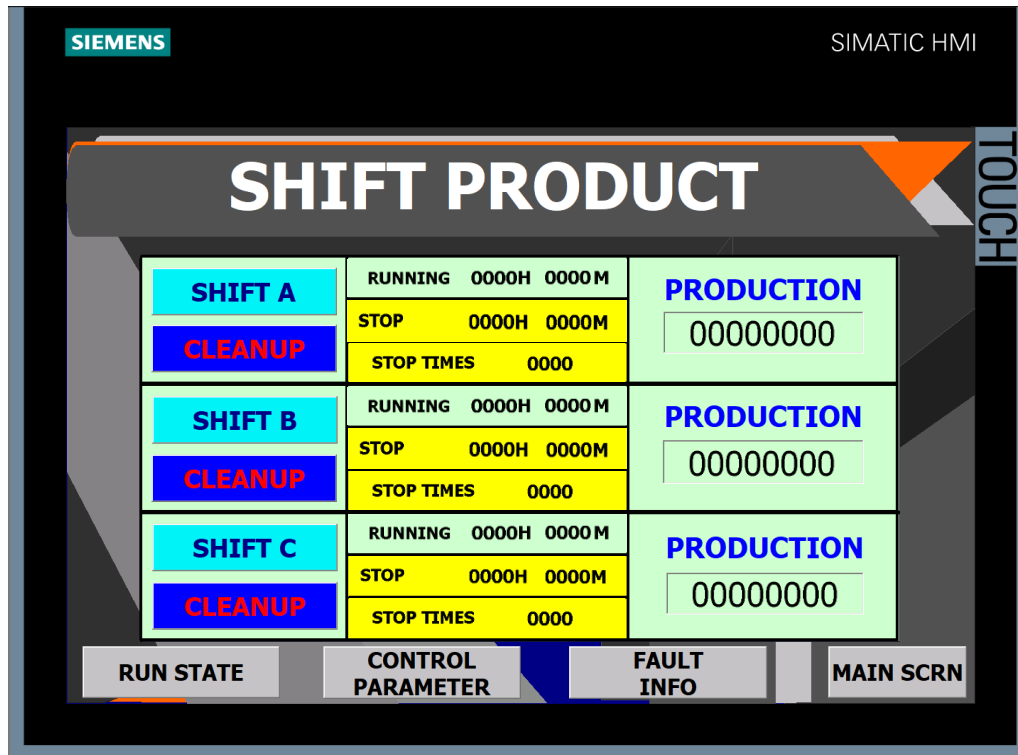 SIEMENS
SIMATIC HMI
TOUCH
SHIFT PRODUCT
SHIFT A
CLEANUP
RUNNING 0000H 0000M
STOP 0000H 0000M
STOP TIMES 0000
PRODUCTION
00000000
SHIFT B
CLEANUP
RUNNING 0000H 0000M
STOP 0000H 0000M
STOP TIMES 0000
PRODUCTION
00000000
SHIFT C
CLEANUP
RUNNING 0000H 0000M
STOP 0000H 0000M
STOP TIMES 0000
PRODUCTION
00000000
RUN STATE
CONTROL
PARAMETER
FAULT
INFO
MAIN SCRN